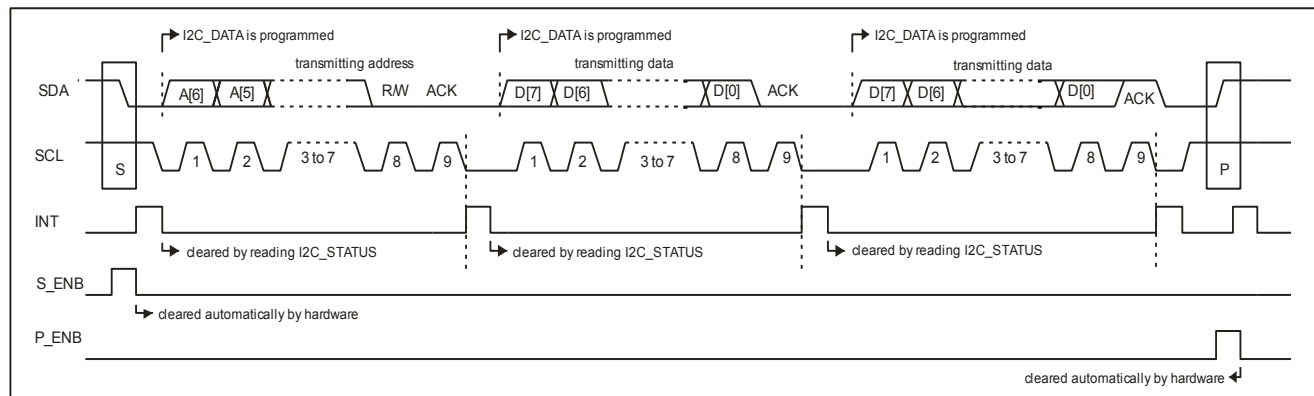 I2C_DATA is programmed I2C_DATA is programmed I2C_DATA is programmed
transmitting address transmitting data transmitting data
SDA A[6] A[5] R/W ACK D[7] D[6] D[0] ACK D[7] D[6] D[0] ACK
SCL S 1 2 3 to 7 8 9 1 2 3 to 7 8 9 1 2 3 to 7 8 9 P
INT
cleared by reading I2C_STATUS cleared by reading I2C_STATUS cleared by reading I2C_STATUS
S_ENB
cleared automatically by hardware
P_ENB
cleared automatically by hardware